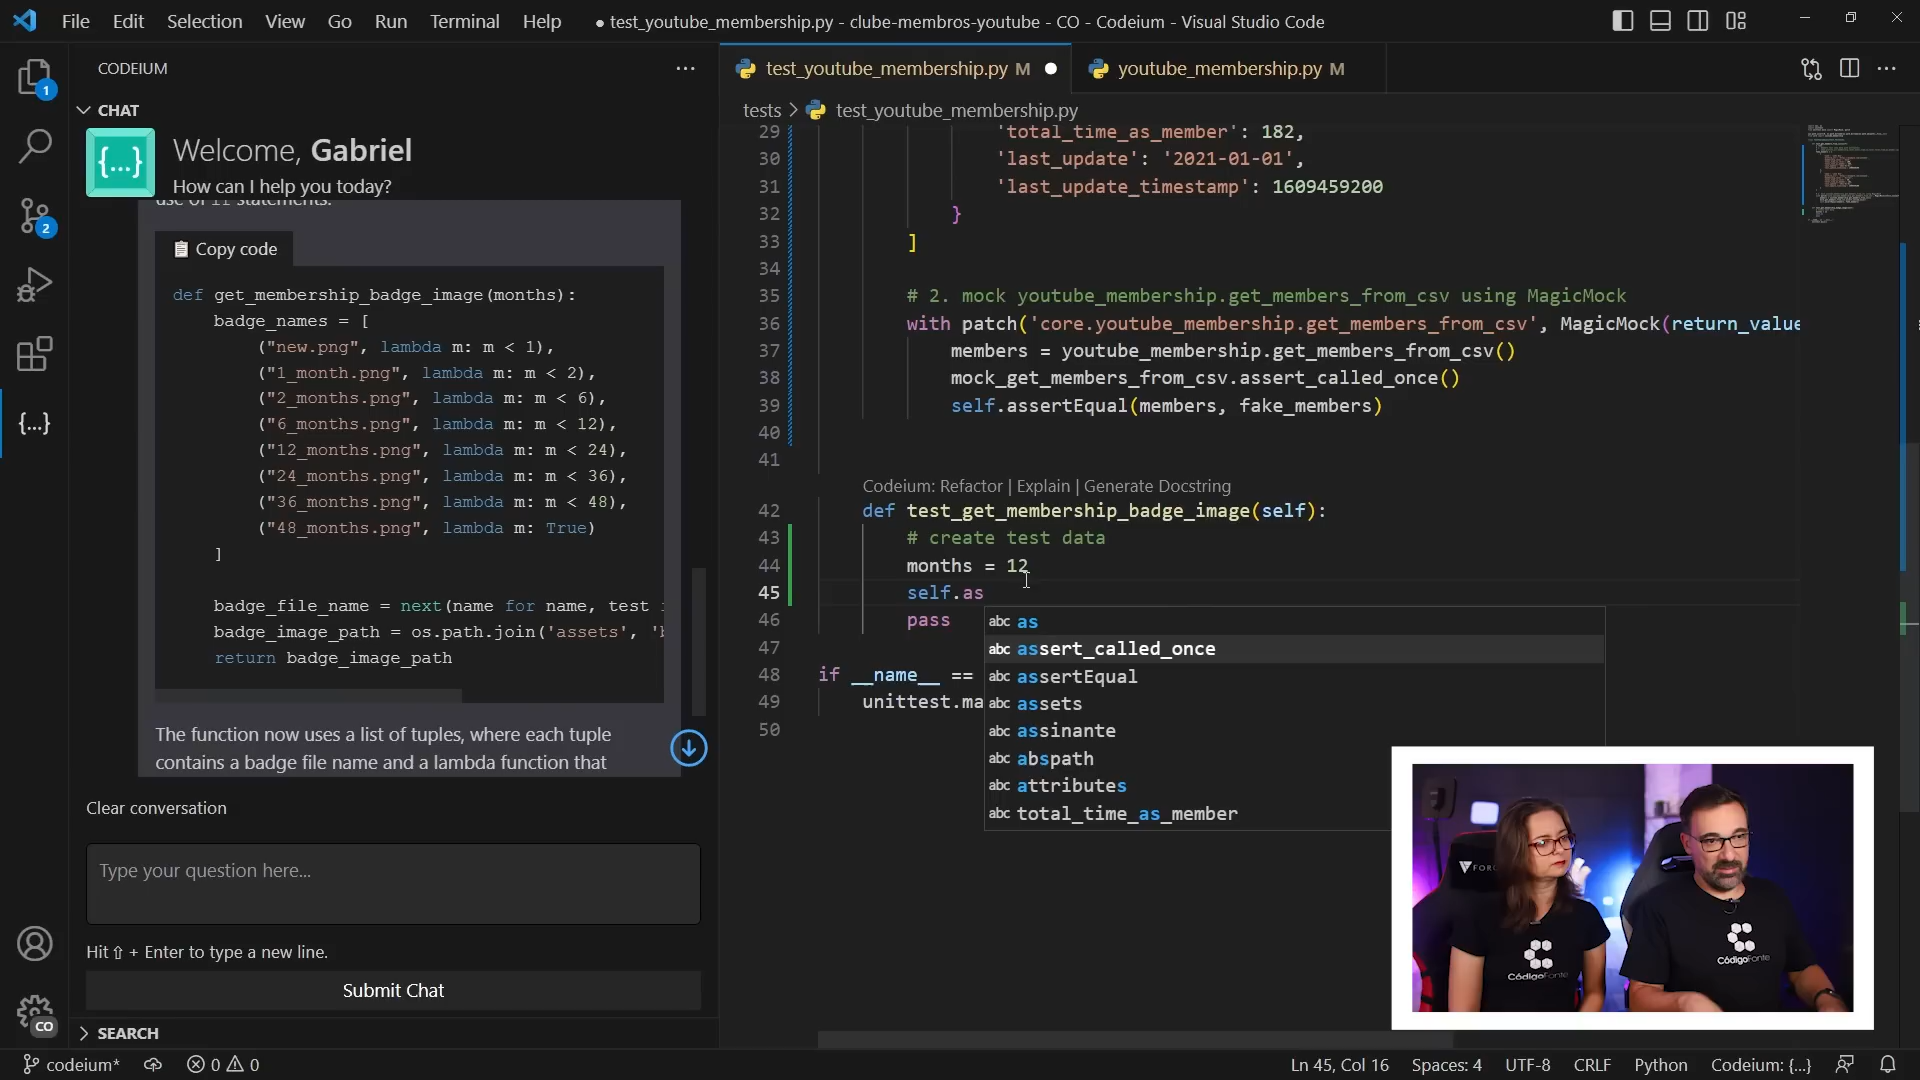 File Edit Selection View Go Run Terminal Help
● test_youtube_membership.py - clube-membros-youtube - CO - Codeium - Visual Studio Code
CODEIUM
CHAT
{...}
Welcome, Gabriel
How can I help you today?
use of if statements.
Copy code
def get_membership_badge_image(months):
badge_names = [
("new.png", lambda m: m < 1),
("1_month.png", lambda m: m < 2),
("2_months.png", lambda m: m < 6),
("6_months.png", lambda m: m < 12),
("12_months.png", lambda m: m < 24),
("24_months.png", lambda m: m < 36),
("36_months.png", lambda m: m < 48),
("48_months.png", lambda m: True)
]
badge_file_name = next(name for name, test
badge_image_path = os.path.join('assets', '
return badge_image_path
The function now uses a list of tuples, where each tuple
contains a badge file name and a lambda function that
Clear conversation
Type your question here...
Hit ⇧ + Enter to type a new line.
Submit Chat
SEARCH
1
2
{...}
CO
test_youtube_membership.py M ●
youtube_membership.py M
tests > test_youtube_membership.py
29 'total_time_as_member': 182,
30 'last_update': '2021-01-01',
31 'last_update_timestamp': 1609459200
32 }
33 ]
34
35 # 2. mock youtube_membership.get_members_from_csv using MagicMock
36 with patch('core.youtube_membership.get_members_from_csv', MagicMock(return_value
37 members = youtube_membership.get_members_from_csv()
38 mock_get_members_from_csv.assert_called_once()
39 self.assertEqual(members, fake_members)
40
41
Codeium: Refactor | Explain | Generate Docstring
42 def test_get_membership_badge_image(self):
43 # create test data
44 months = 12
45 self.as
46 pass
47
48 if __name__ ==
49 unittest.ma
50
abc as
abc assert_called_once
abc assertEqual
abc assets
abc assinante
abc abspath
abc attributes
abc total_time_as_member
CódigoFonte
CódigoFonte
codeium* 0 0
Ln 45, Col 16 Spaces: 4 UTF-8 CRLF Python Codeium: {...}